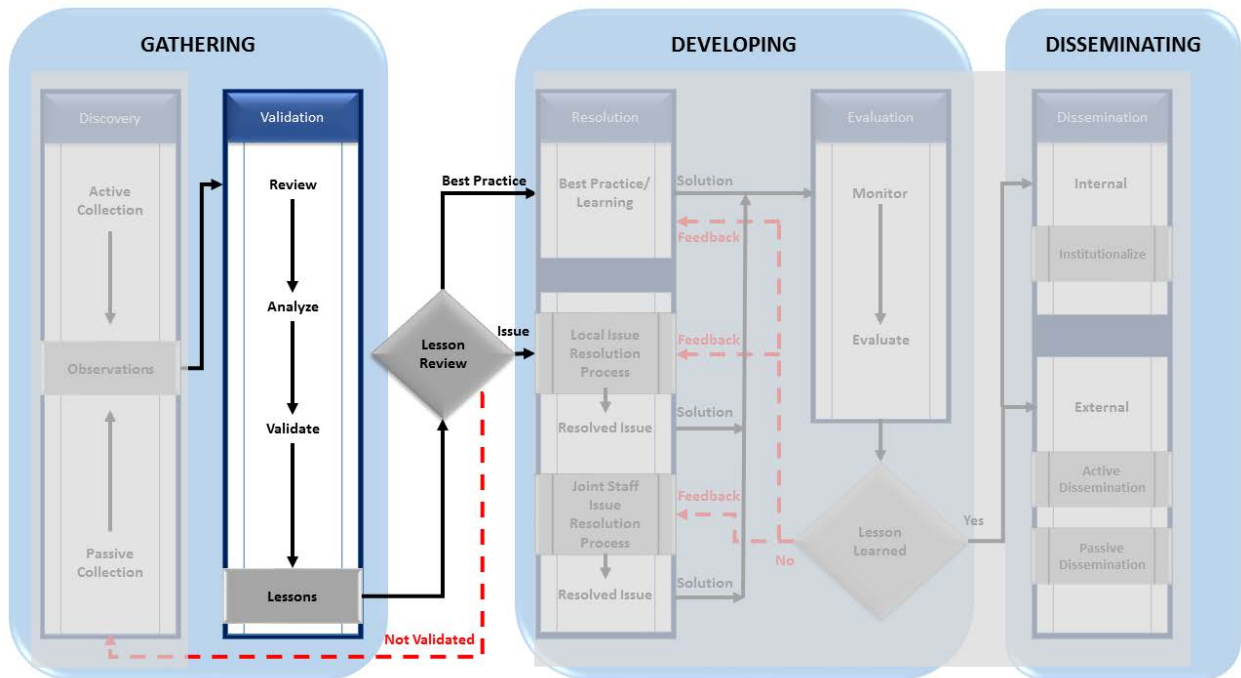 GATHERING
DEVELOPING
DISSEMINATING
Discovery
Active
Collection
Observations
Passive
Collection
Validation
Review
Analyze
Validate
Lessons
Best Practice
Lesson
Review
Issue
Not Validated
Resolution
Best Practice/
Learning
Local Issue
Resolution
Process
Resolved Issue
Joint Staff
Issue
Resolution
Process
Resolved Issue
Solution
Feedback
Feedback
Solution
Feedback
Solution
Evaluation
Monitor
Evaluate
Lesson
Learned
No
Yes
Dissemination
Internal
Institutionalize
External
Active
Dissemination
Passive
Dissemination